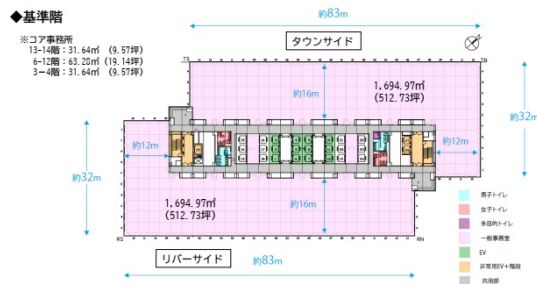 ◆基準階
※コア事務所
13-14階：31.64㎡ （9.57坪）
6-12階：63.28㎡（19.14坪）
3－4階：31.64㎡ （9.57坪）
約83m
タウンサイド
TS
TN
1,694.97㎡
（512.73坪）
約16m
約32m
約12m
約12m
約32m
約16m
1,694.97㎡
（512.73坪）
RS
RN
リバーサイド
約83m
男子トイレ
女子トイレ
多目的トイレ
一般事務室
EV
非常用EV＋階段
共用部